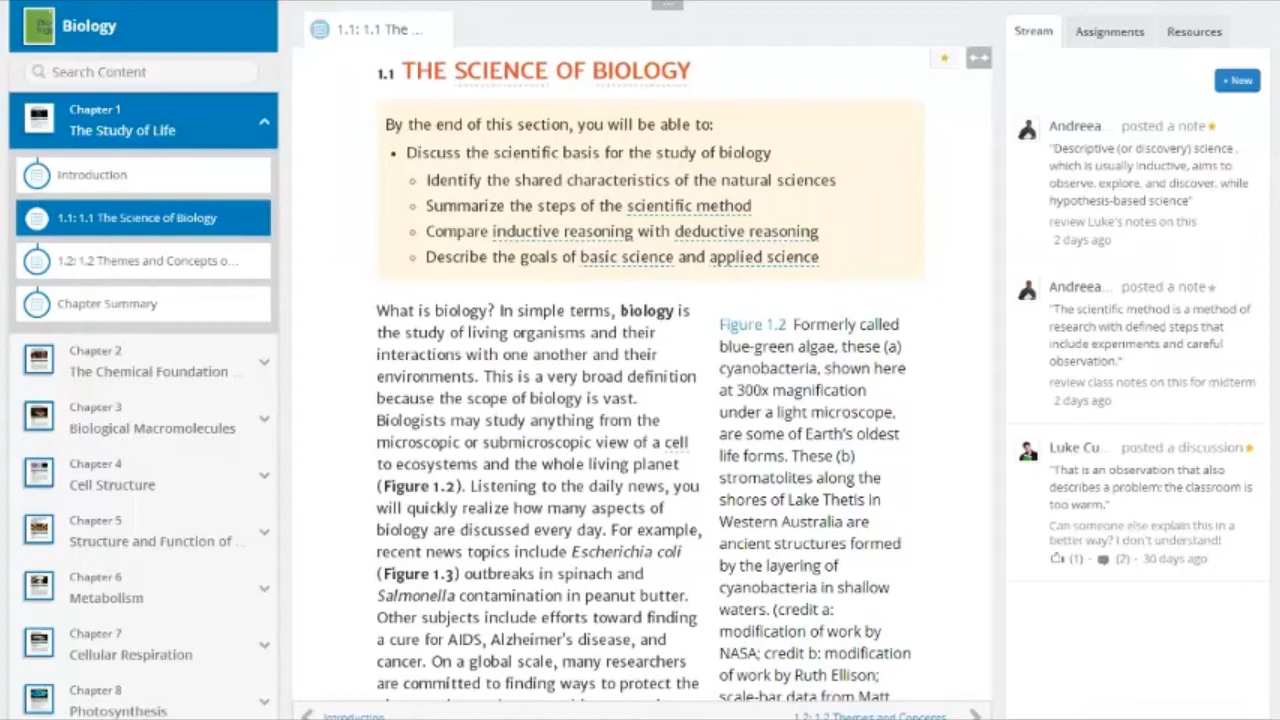 Biology
Search Content
Chapter 1
The Study of Life
Introduction
1.1: 1.1 The Science of Biology
1.2: 1.2 Themes and Concepts o...
Chapter Summary
Chapter 2
The Chemical Foundation ...
Chapter 3
Biological Macromolecules
Chapter 4
Cell Structure
Chapter 5
Structure and Function of ...
Chapter 6
Metabolism
Chapter 7
Cellular Respiration
Chapter 8
Photosynthesis
1.1: 1.1 The ...
1.1 THE SCIENCE OF BIOLOGY
By the end of this section, you will be able to:
• Discuss the scientific basis for the study of biology
◦ Identify the shared characteristics of the natural sciences
◦ Summarize the steps of the scientific method
◦ Compare inductive reasoning with deductive reasoning
◦ Describe the goals of basic science and applied science
What is biology? In simple terms, biology is
the study of living organisms and their
interactions with one another and their
environments. This is a very broad definition
because the scope of biology is vast.
Biologists may study anything from the
microscopic or submicroscopic view of a cell
to ecosystems and the whole living planet
(Figure 1.2). Listening to the daily news, you
will quickly realize how many aspects of
biology are discussed every day. For example,
recent news topics include Escherichia coli
(Figure 1.3) outbreaks in spinach and
Salmonella contamination in peanut butter.
Other subjects include efforts toward finding
a cure for AIDS, Alzheimer's disease, and
cancer. On a global scale, many researchers
are committed to finding ways to protect the
Figure 1.2 Formerly called
blue-green algae, these (a)
cyanobacteria, shown here
at 300x magnification
under a light microscope,
are some of Earth's oldest
life forms. These (b)
stromatolites along the
shores of Lake Thetis in
Western Australia are
ancient structures formed
by the layering of
cyanobacteria in shallow
waters. (credit a:
modification of work by
NASA; credit b: modification
of work by Ruth Ellison;
scale-bar data from Matt
Introduction
1.2: 1.2 Themes and Concepts
Stream
Assignments
Resources
+ New
Andreea... posted a note
"Descriptive (or discovery) science ,
which is usually inductive, aims to
observe, explore, and discover, while
hypothesis-based science"
review Luke's notes on this
2 days ago
Andreea... posted a note
"The scientific method is a method of
research with defined steps that
include experiments and careful
observation."
review class notes on this for midterm
2 days ago
Luke Cu... posted a discussion
"That is an observation that also
describes a problem: the classroom is
too warm."
Can someone else explain this in a
better way? I don't understand!
(1) · (2) · 30 days ago